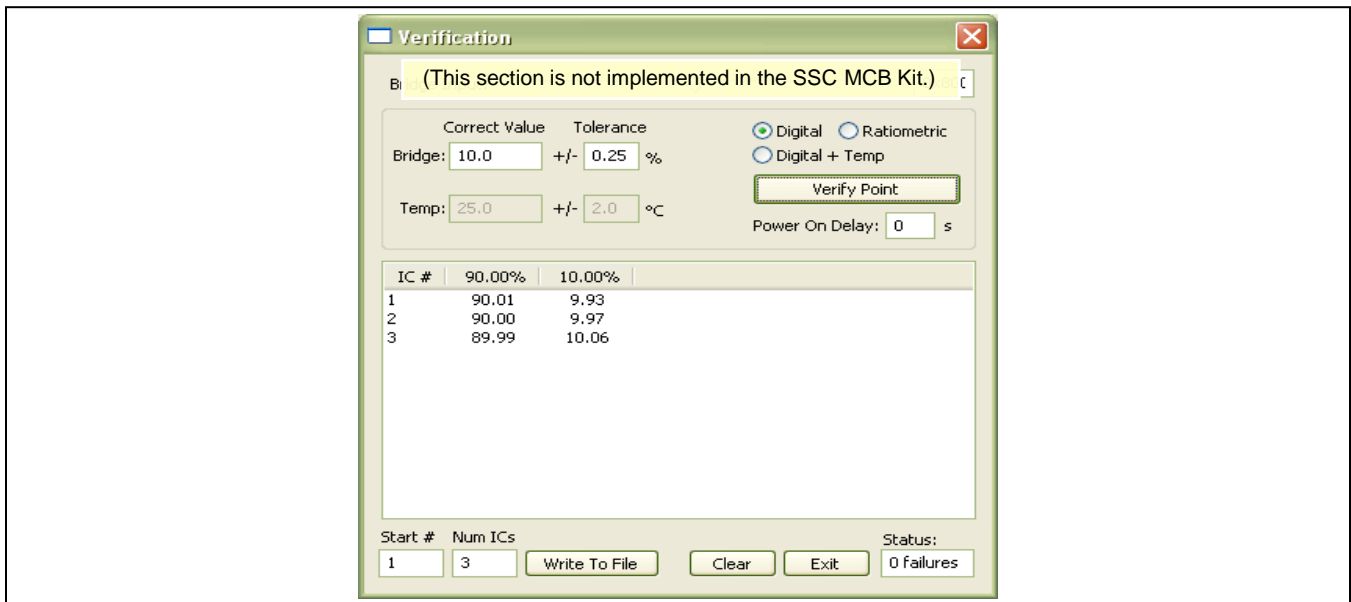 Verification
(This section is not implemented in the SSC MCB Kit.)
Correct Value Tolerance
Digital Ratiometric
Bridge: 10.0 +/- 0.25 %
Digital + Temp
Verify Point
Temp: 25.0 +/- 2.0 °C
Power On Delay: 0 s
IC # 90.00% 10.00%
1 90.01 9.93
2 90.00 9.97
3 89.99 10.06
Start # Num ICs Status:
1 3 Write To File Clear Exit 0 failures